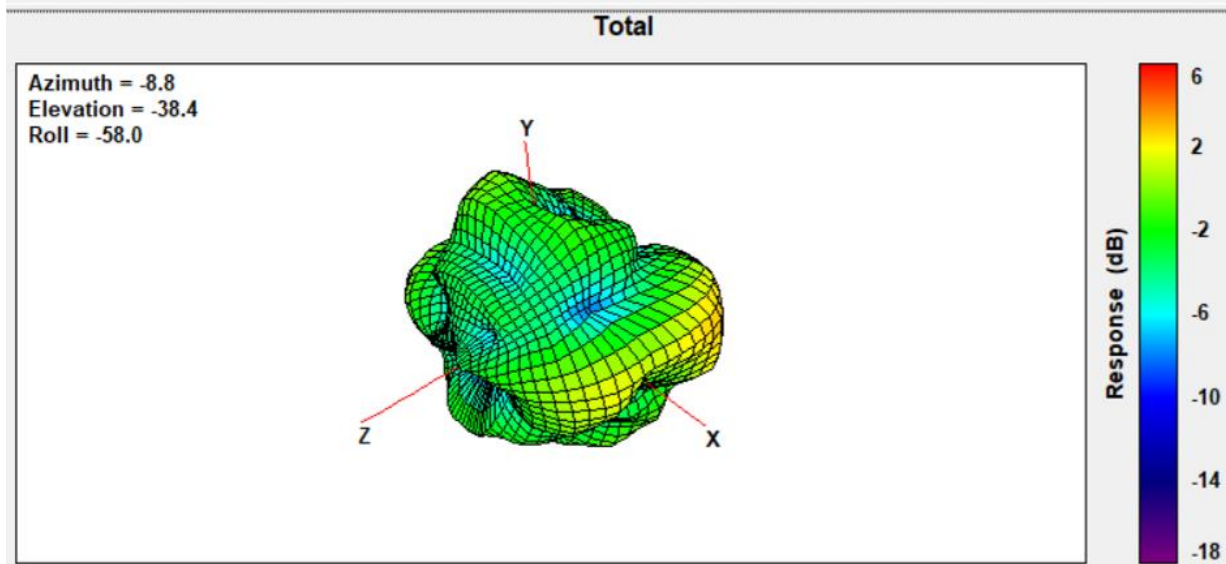 Total
Azimuth = -8.8
Elevation = -38.4
Roll = -58.0
Y
Z
X
6
2
-2
-6
-10
-14
-18
Response (dB)